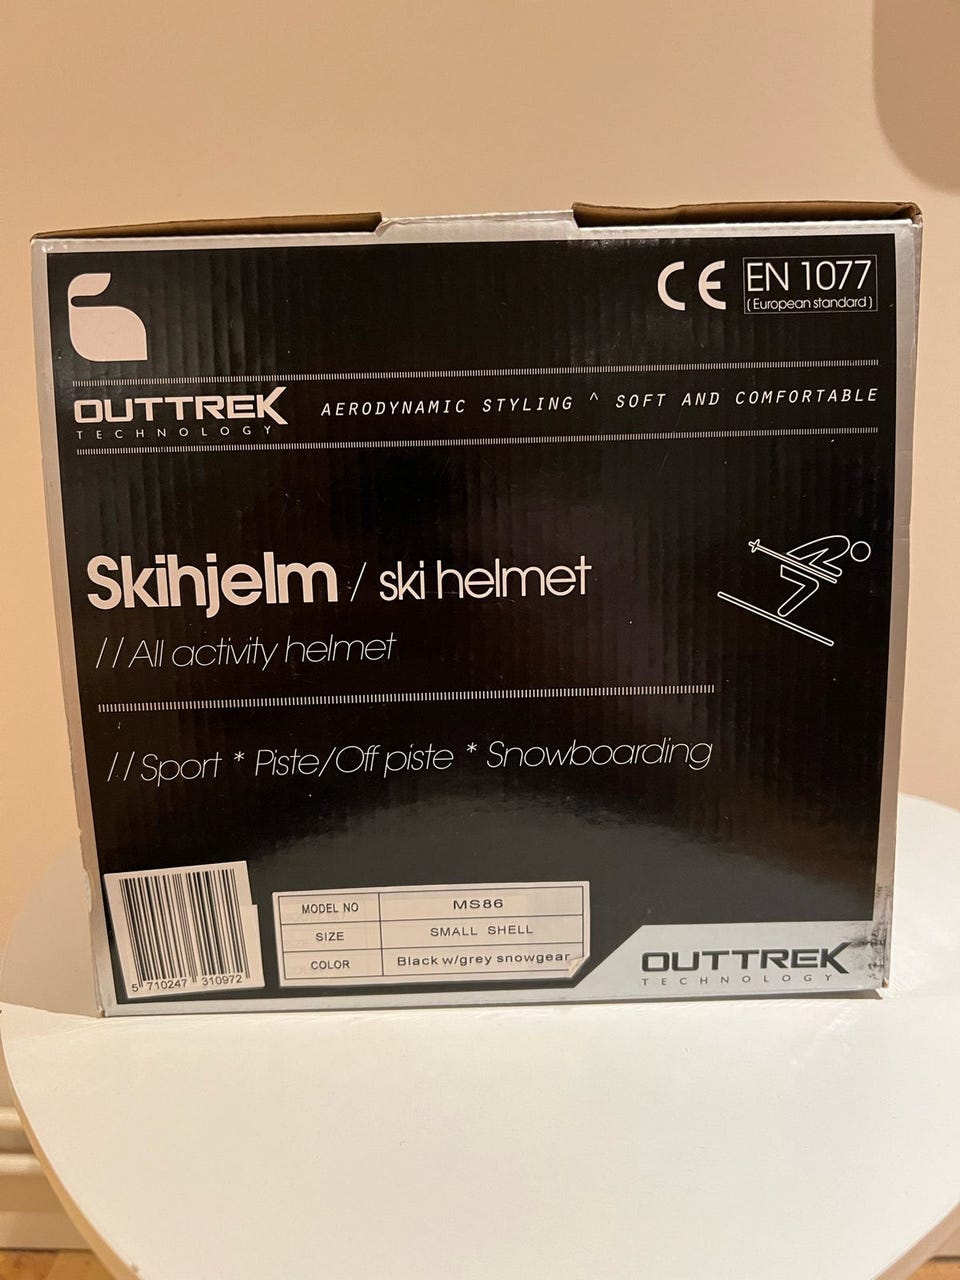 CE EN 1077
( European standard )
OUTTREK
TECHNOLOGY
AERODYNAMIC STYLING ^ SOFT AND COMFORTABLE
Skihjelm / ski helmet
// All activity helmet
// Sport * Piste/Off piste * Snowboarding
5 710247 310972
MODEL NO MS86
SIZE SMALL SHELL
COLOR Black w/grey snowgear
OUTTREK
TECHNOLOGY